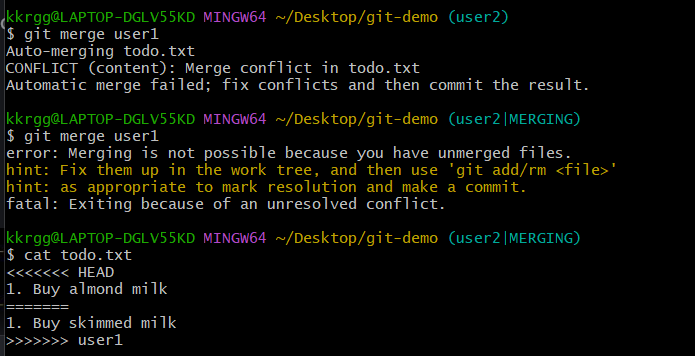 kkrgg@LAPTOP-DGLV55KD MINGW64 ~/Desktop/git-demo (user2)
$ git merge user1
Auto-merging todo.txt
CONFLICT (content): Merge conflict in todo.txt
Automatic merge failed; fix conflicts and then commit the result.

kkrgg@LAPTOP-DGLV55KD MINGW64 ~/Desktop/git-demo (user2|MERGING)
$ git merge user1
error: Merging is not possible because you have unmerged files.
hint: Fix them up in the work tree, and then use 'git add/rm <file>'
hint: as appropriate to mark resolution and make a commit.
fatal: Exiting because of an unresolved conflict.

kkrgg@LAPTOP-DGLV55KD MINGW64 ~/Desktop/git-demo (user2|MERGING)
$ cat todo.txt
<<<<<<< HEAD
1. Buy almond milk
=======
1. Buy skimmed milk
>>>>>>> user1